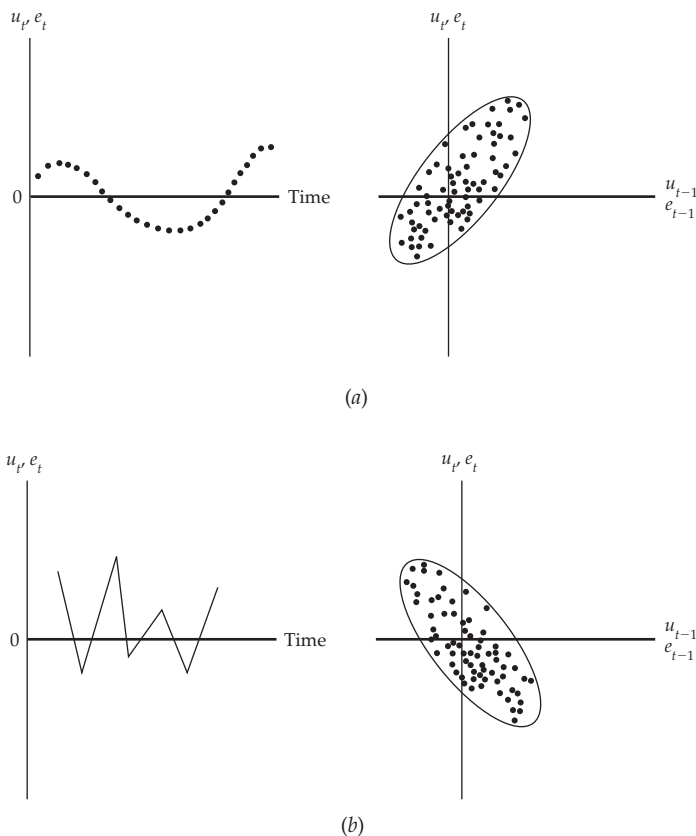 u_t, e_t
0
Time
u_t, e_t
u_{t−1}
e_{t−1}
(a)
u_t, e_t
0
Time
u_t, e_t
u_{t−1}
e_{t−1}
(b)